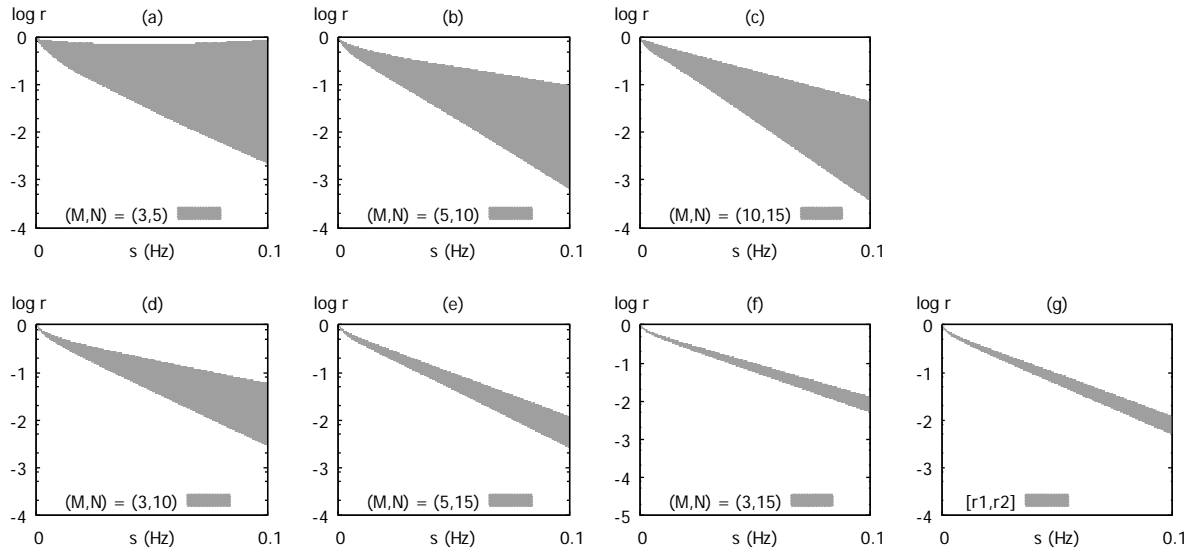 log r (a)
0
-1
-2
-3
-4
(M,N) = (3,5)
0 s (Hz) 0.1
log r (b)
0
-1
-2
-3
-4
(M,N) = (5,10)
0 s (Hz) 0.1
log r (c)
0
-1
-2
-3
-4
(M,N) = (10,15)
0 s (Hz) 0.1
log r (d)
0
-1
-2
-3
-4
(M,N) = (3,10)
0 s (Hz) 0.1
log r (e)
0
-1
-2
-3
-4
(M,N) = (5,15)
0 s (Hz) 0.1
log r (f)
0
-1
-2
-3
-4
-5
(M,N) = (3,15)
0 s (Hz) 0.1
log r (g)
0
-1
-2
-3
-4
[r1,r2]
0 s (Hz) 0.1